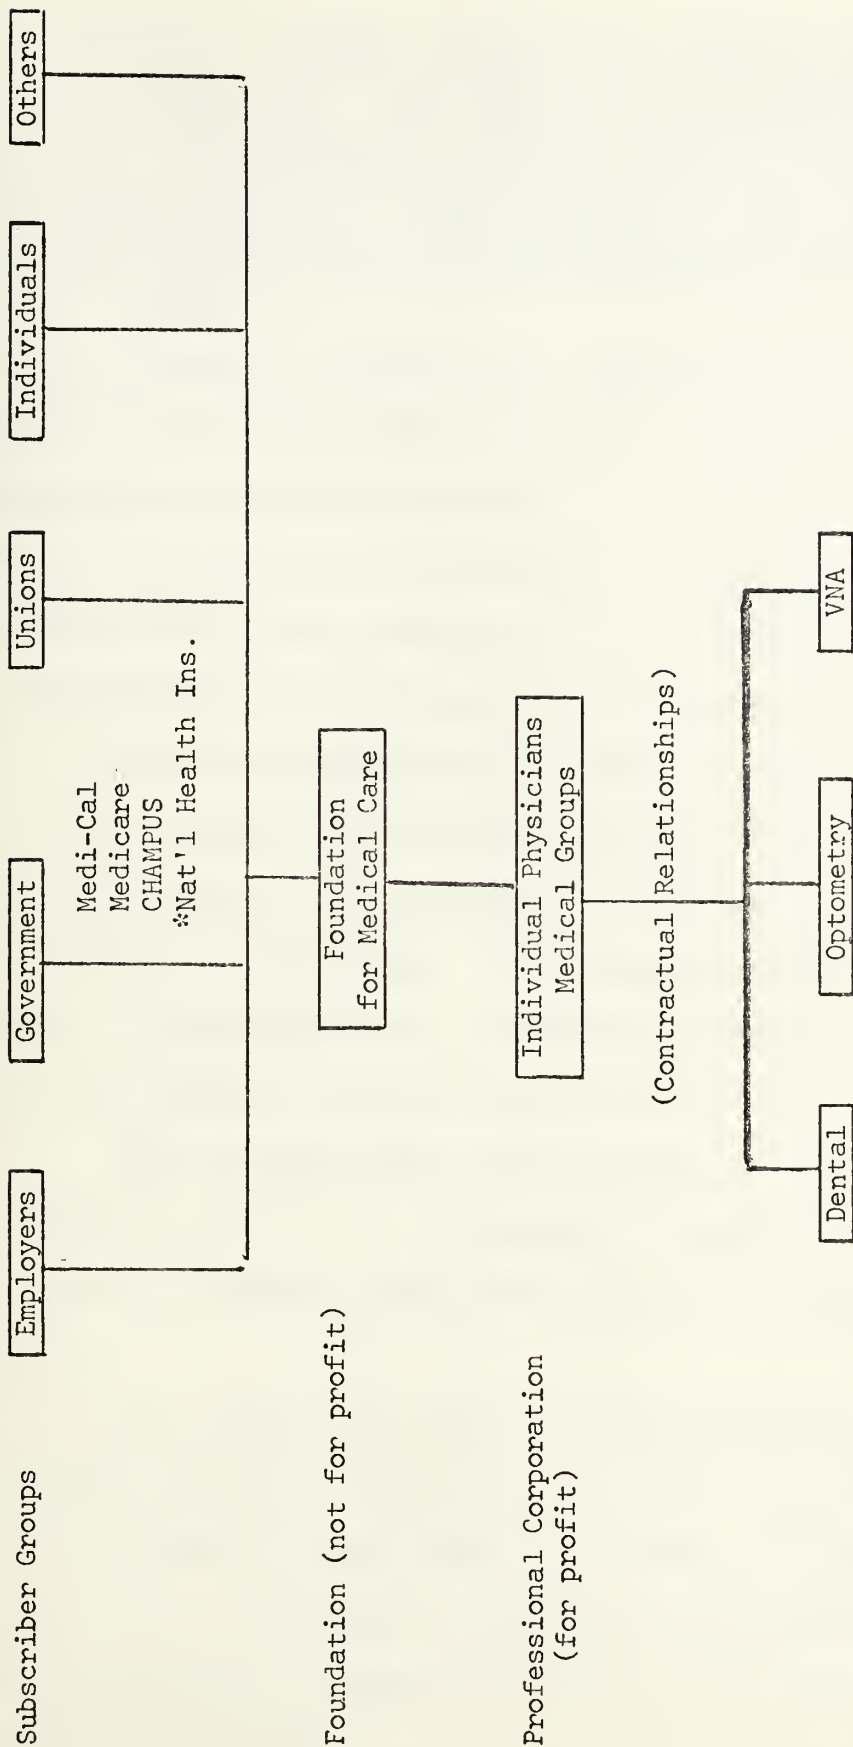 Subscriber Groups
Employers
Government
Unions
Individuals
Others
Medi-Cal
Medicare
CHAMPUS
*Nat'l Health Ins.
Foundation (not for profit)
Foundation
for Medical Care
Professional Corporation
(for profit)
Individual Physicians
Medical Groups
(Contractual Relationships)
Dental
Optometry
VNA